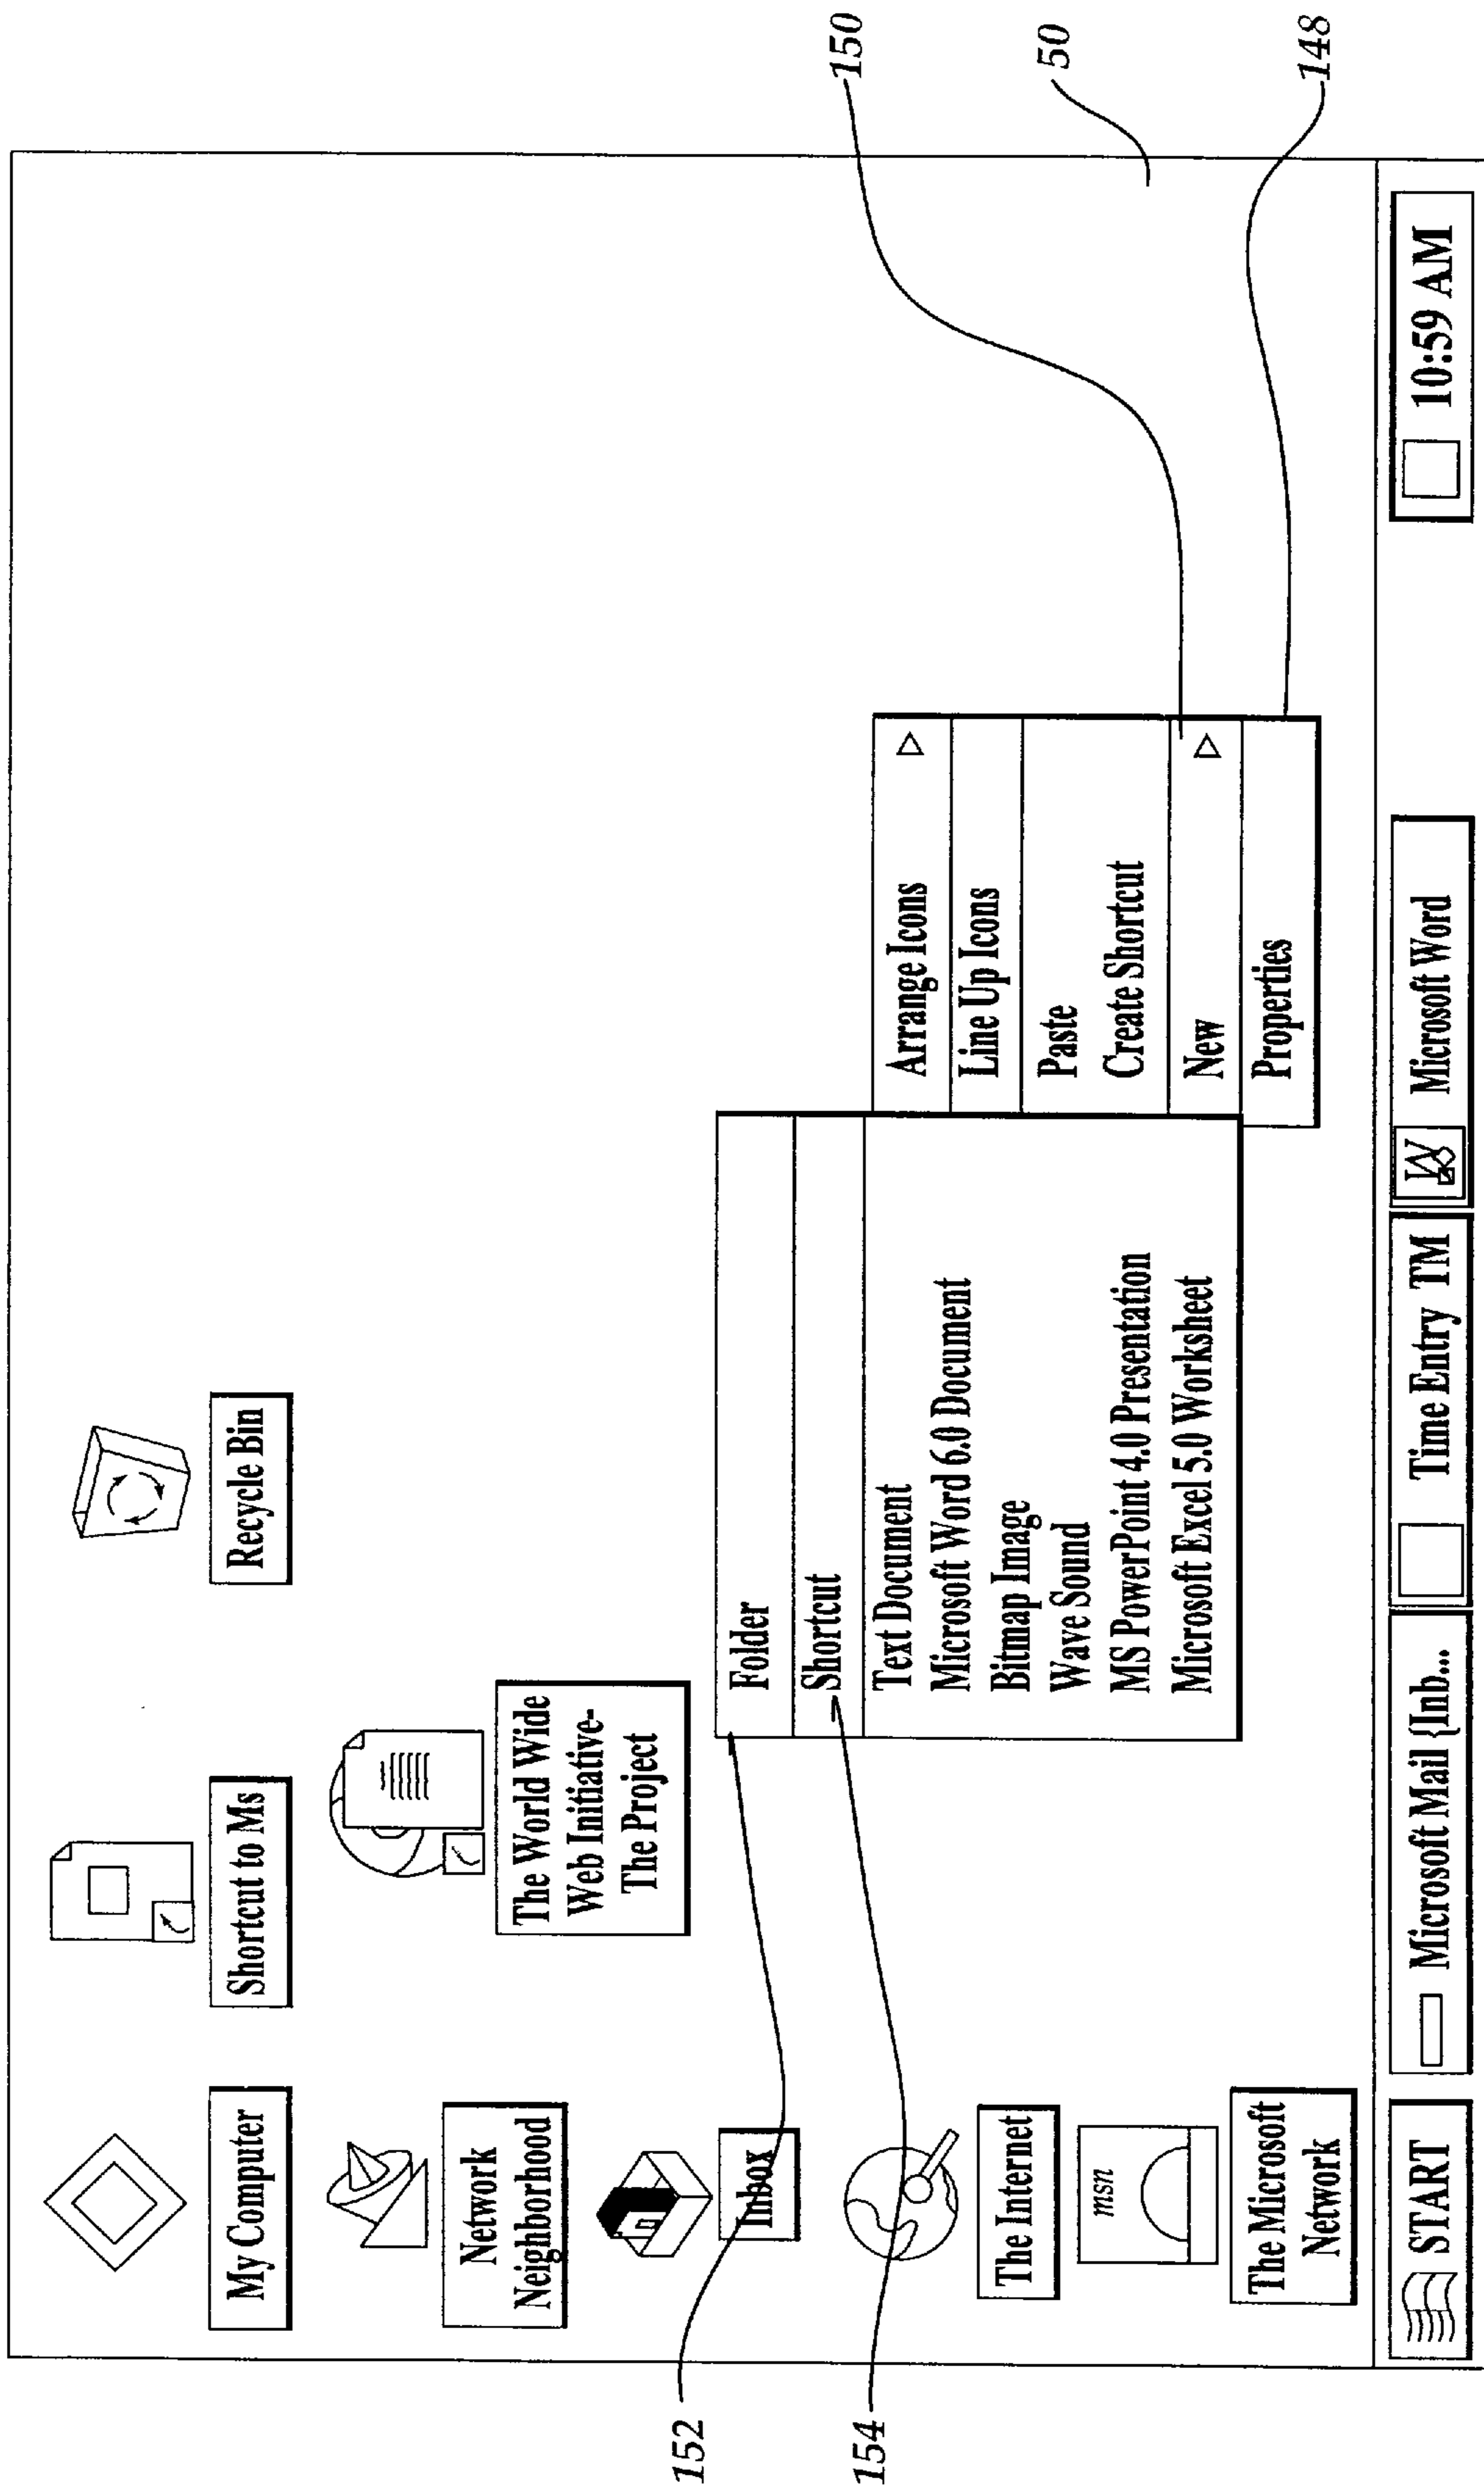 My Computer
Shortcut to Ms
Recycle Bin
Network
Neighborhood
The World Wide
Web Initiative-
The Project
Inbox
The Internet
msn
The Microsoft
Network
Folder
Shortcut
Text Document
Microsoft Word 6.0 Document
Bitmap Image
Wave Sound
MS PowerPoint 4.0 Presentation
Microsoft Excel 5.0 Worksheet
Arrange Icons
Line Up Icons
Paste
Create Shortcut
New
Properties
START
Microsoft Mail {Inb...
Time Entry TM
W Microsoft Word
10:59 AM
152
154
150
50
148